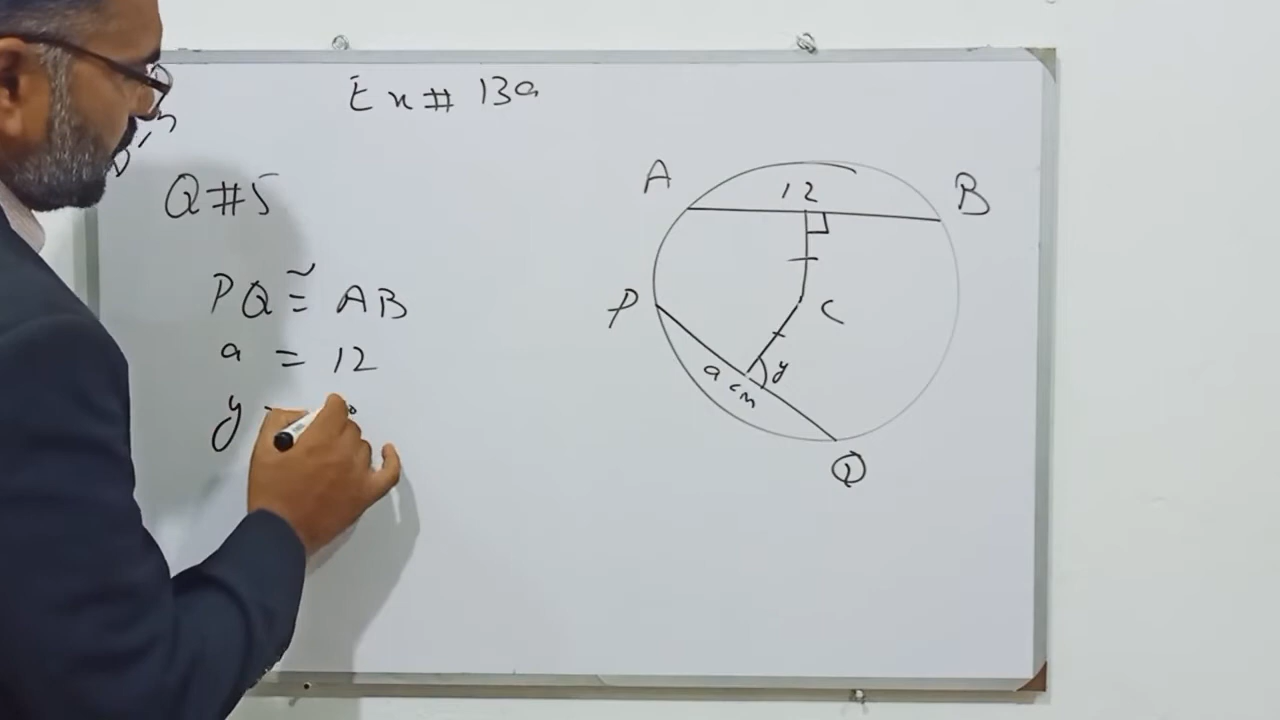 Ex # 13a
Q#5
PQ ≅ AB
a = 12
y =
A
12
B
P
C
a cm
y
Q